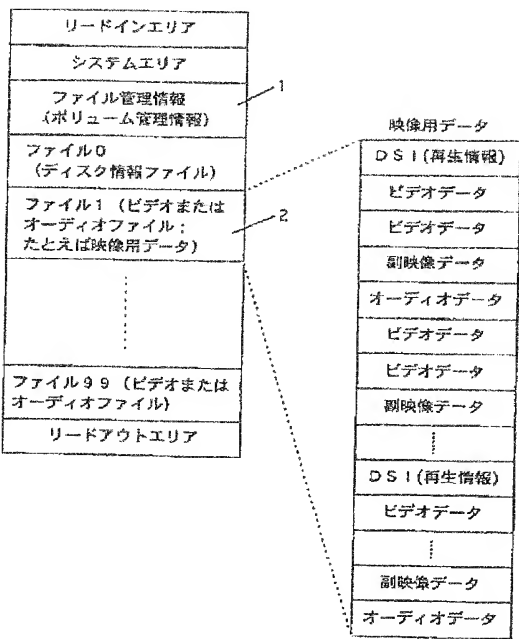 リードインエリア
システムエリア
ファイル管理情報
(ボリューム管理情報)
1
ファイル0
(ディスク情報ファイル)
ファイル1 (ビデオまたは
オーディオファイル:
たとえば映像用データ)
2
ファイル99 (ビデオまたは
オーディオファイル)
リードアウトエリア
映像用データ
DSI(再生情報)
ビデオデータ
ビデオデータ
副映像データ
オーディオデータ
ビデオデータ
ビデオデータ
副映像データ
DSI(再生情報)
ビデオデータ
副映像データ
オーディオデータ